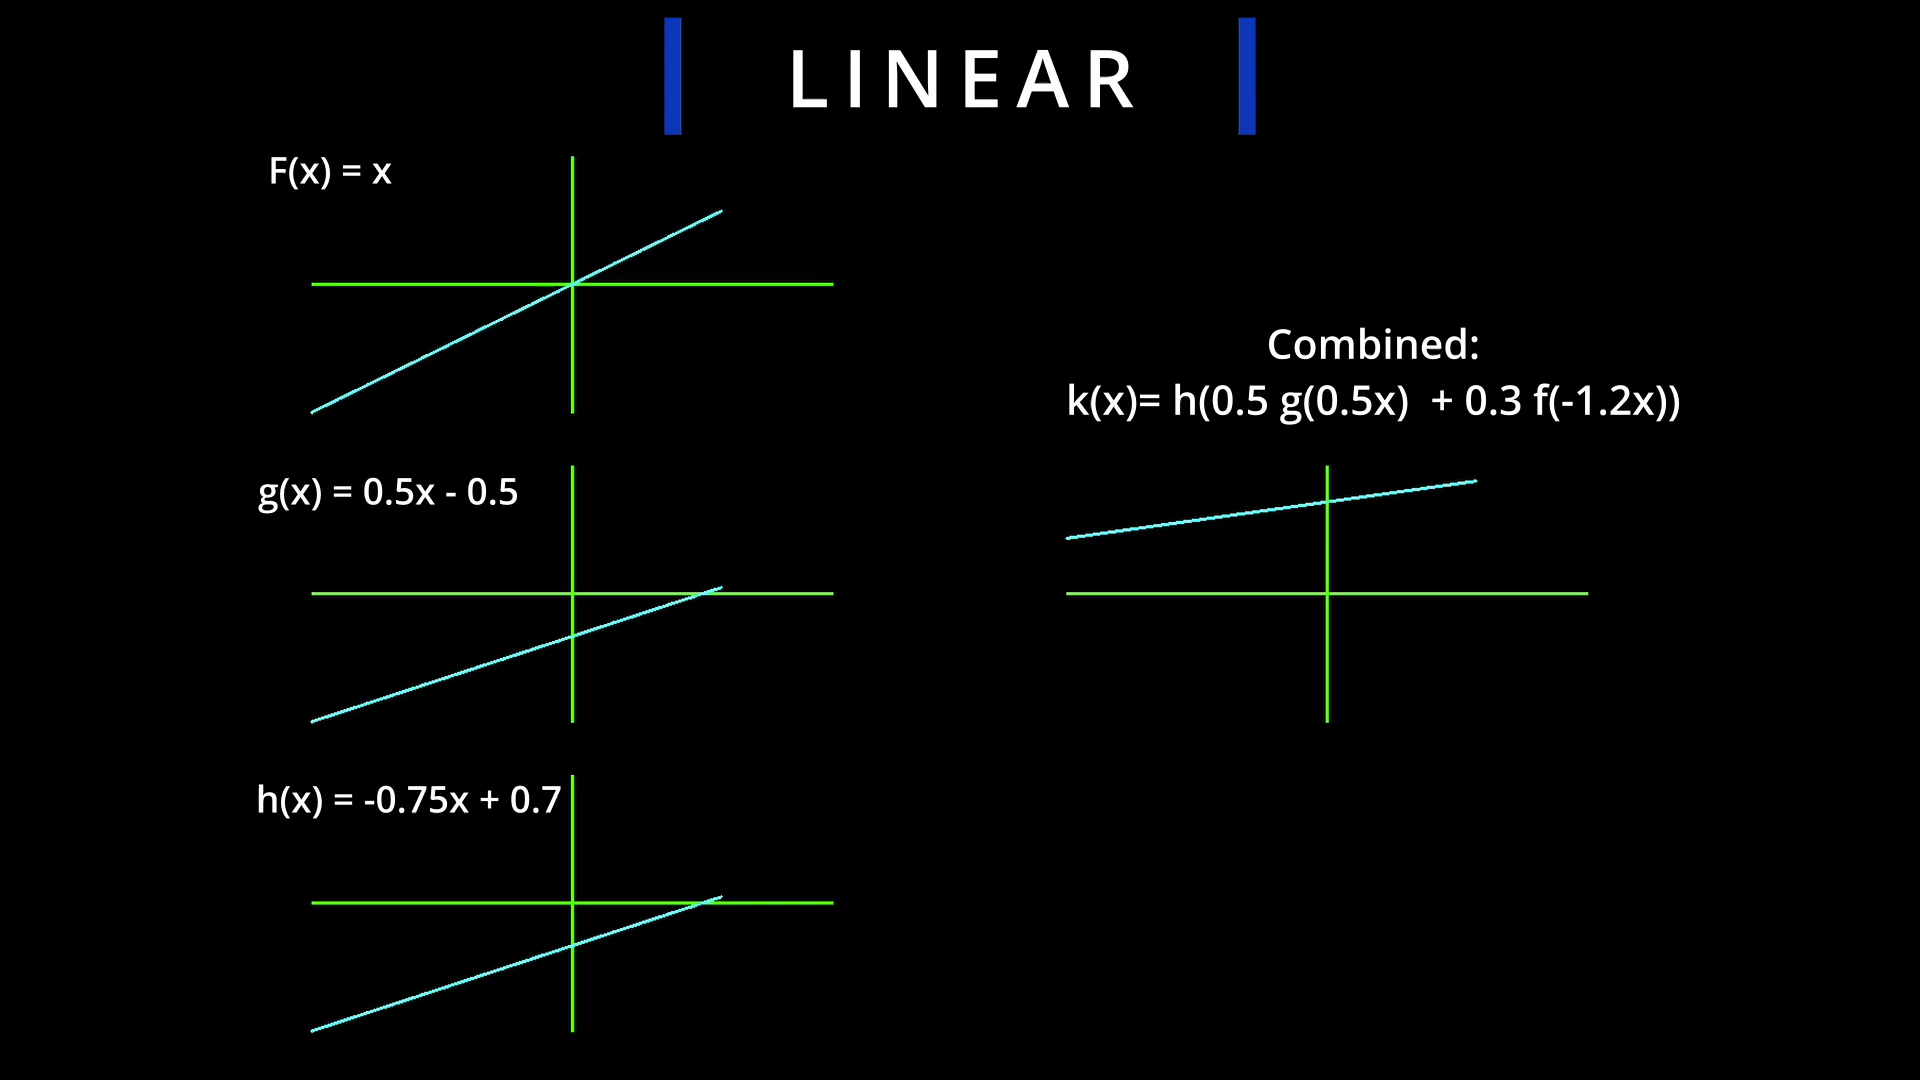 LINEAR
F(x) = x
g(x) = 0.5x - 0.5
h(x) = -0.75x + 0.7
Combined:
k(x)= h(0.5 g(0.5x)  + 0.3 f(-1.2x))